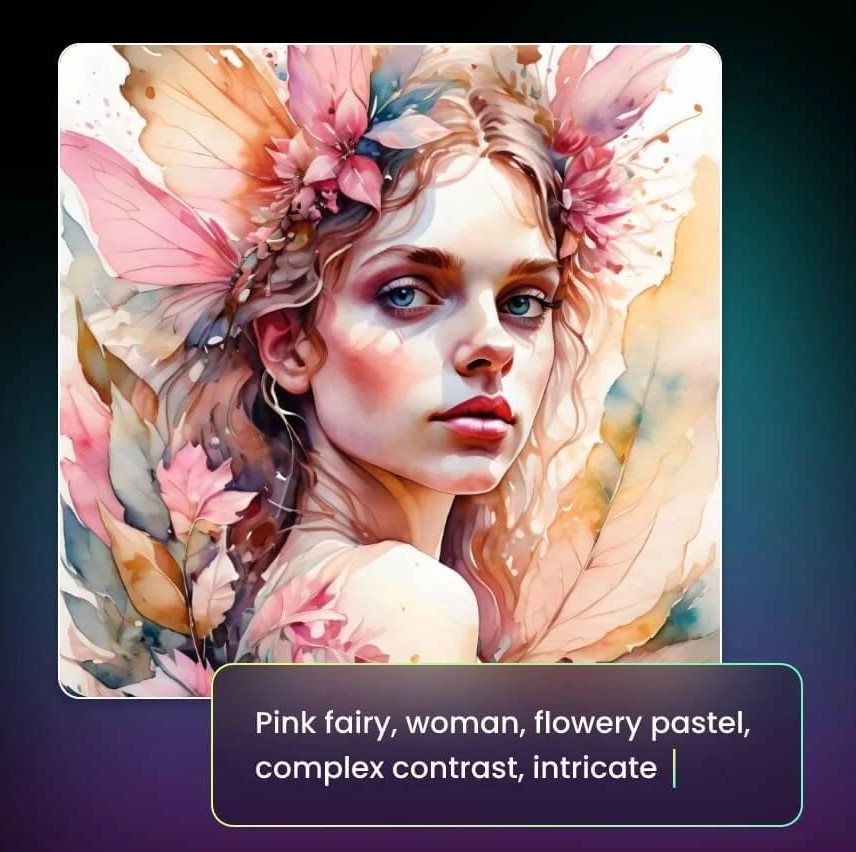 Pink fairy, woman, flowery pastel,
complex contrast, intricate